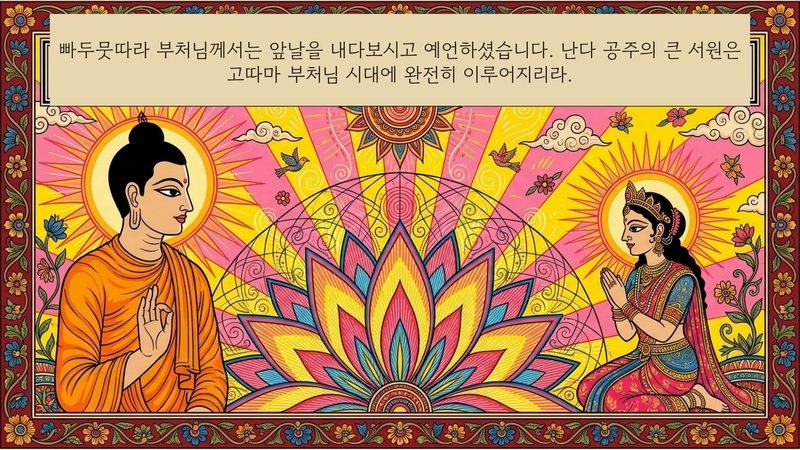 빠두뭇따라 부처님께서는 앞날을 내다보시고 예언하셨습니다. 난다 공주의 큰 서원은
고따마 부처님 시대에 완전히 이루어지리라.